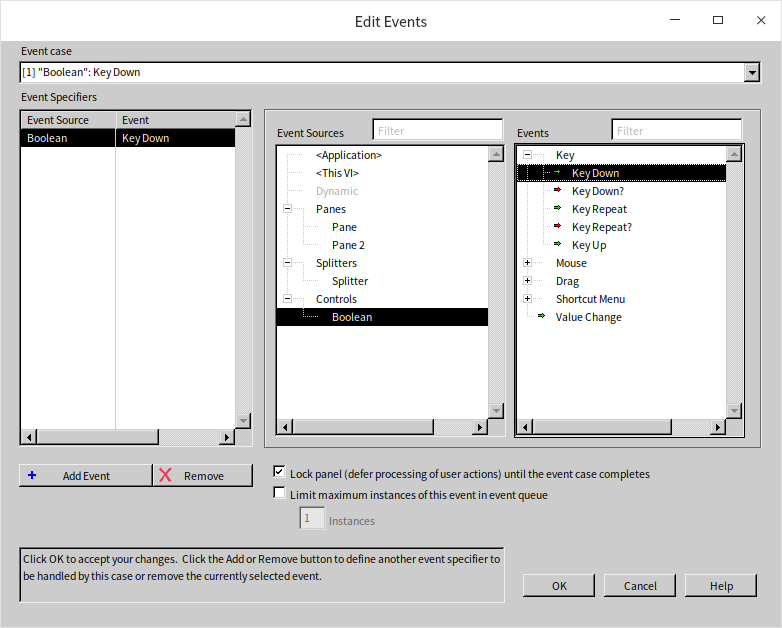 Edit Events
Event case
[1] "Boolean": Key Down
Event Specifiers
Event Source Event
Boolean Key Down
Event Sources
Filter
<Application>
<This VI>
Dynamic
Panes
Pane
Pane 2
Splitters
Splitter
Controls
Boolean
Events
Filter
Key
Key Down
Key Down?
Key Repeat
Key Repeat?
Key Up
Mouse
Drag
Shortcut Menu
Value Change
Add Event
Remove
Lock panel (defer processing of user actions) until the event case completes
Limit maximum instances of this event in event queue
1 Instances
Click OK to accept your changes.  Click the Add or Remove button to define another event specifier to
be handled by this case or remove the currently selected event.
OK
Cancel
Help